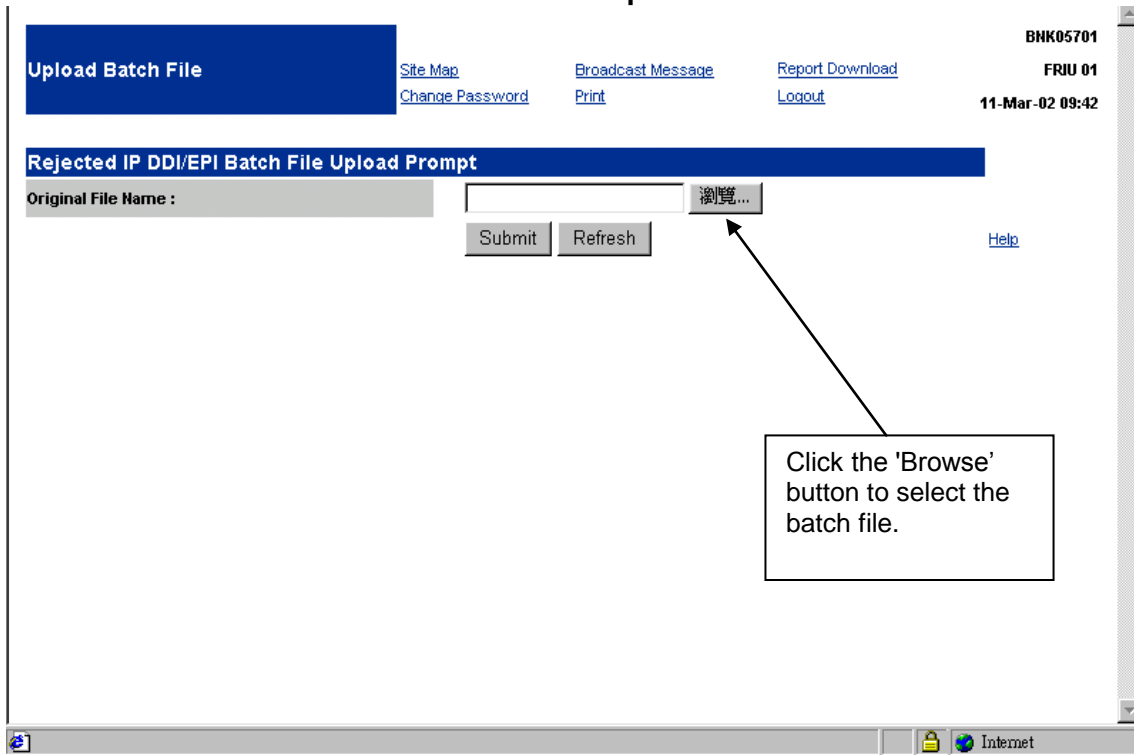 BNK05701
Upload Batch File Site Map Broadcast Message Report Download FRIU 01
Change Password Print Logout 11-Mar-02 09:42
Rejected IP DDI/EPI Batch File Upload Prompt
Original File Name : 瀏覽...
Submit Refresh Help
Click the 'Browse’
button to select the
batch file.
Internet